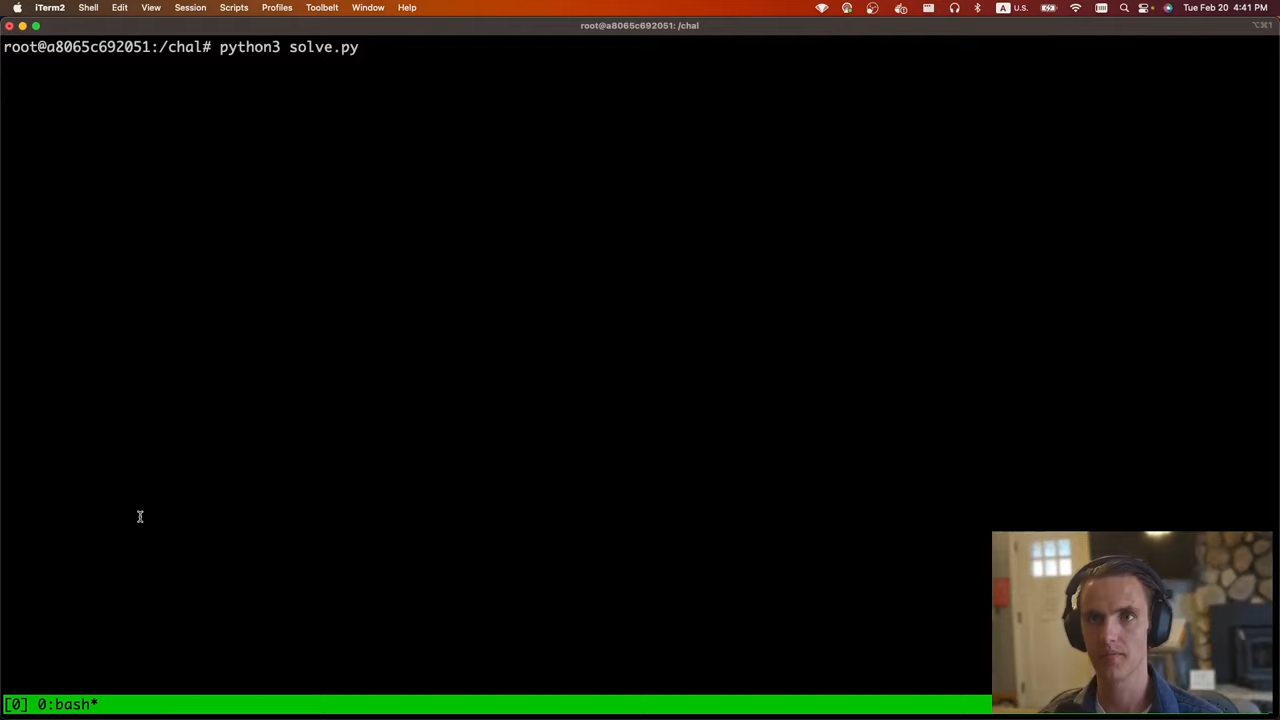 iTerm2 Shell Edit View Session Scripts Profiles Toolbelt Window Help A U.S. Tue Feb 20 4:41 PM
root@a8065c692051: /chal ⌥⌘1
root@a8065c692051:/chal# python3 solve.py
[0] 0:bash*